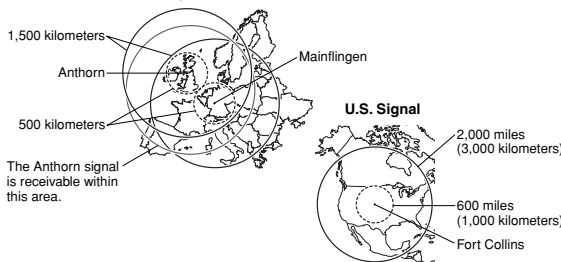 1,500 kilometers
Anthorn
Mainflingen
500 kilometers
The Anthorn signal
is receivable within
this area.
U.S. Signal
2,000 miles
(3,000 kilometers)
600 miles
(1,000 kilometers)
Fort Collins